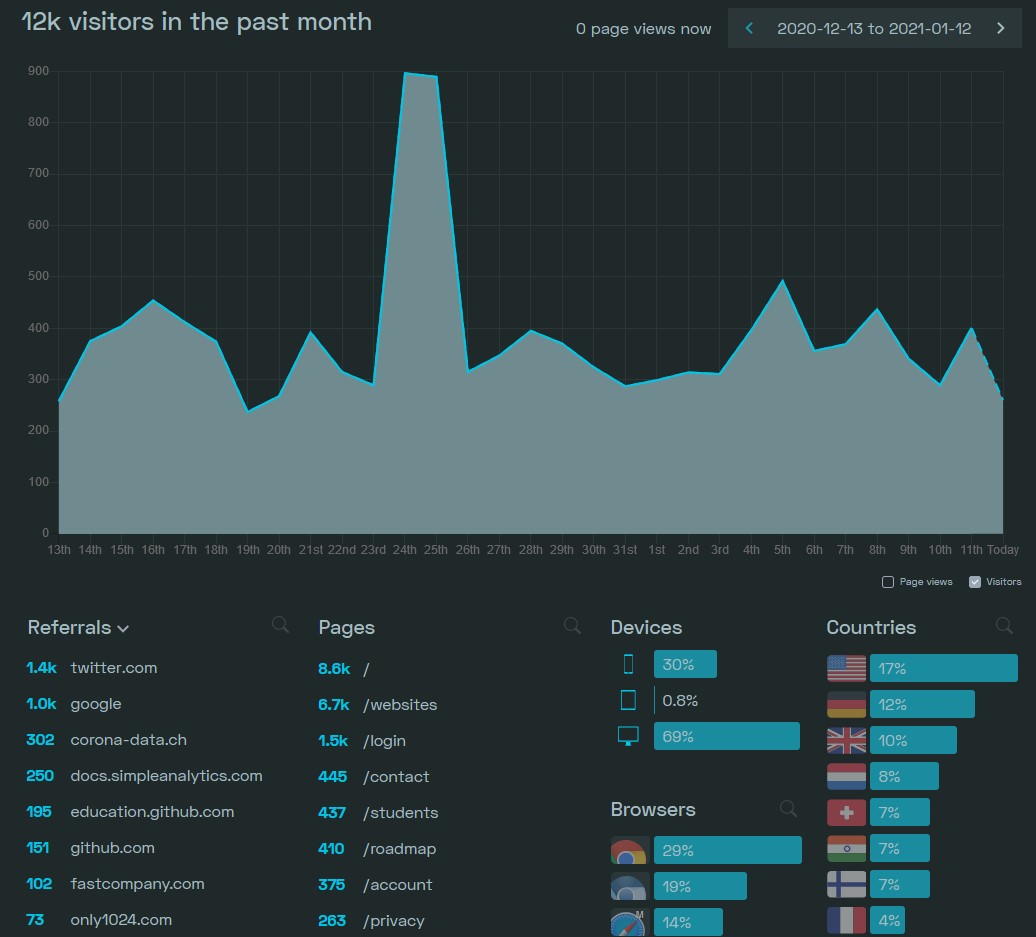 12k visitors in the past month
0 page views now
2020-12-13 to 2021-01-12
900
800
700
600
500
400
300
200
100
0
13th 14th 15th 16th 17th 18th 19th 20th 21st 22nd 23rd 24th 25th 26th 27th 28th 29th 30th 31st 1st 2nd 3rd 4th 5th 6th 7th 8th 9th 10th 11th Today
Page views Visitors
Referrals
1.4k twitter.com
1.0k google
302 corona-data.ch
250 docs.simpleanalytics.com
195 education.github.com
151 github.com
102 fastcompany.com
73 only1024.com
Pages
8.6k /
6.7k /websites
1.5k /login
445 /contact
437 /students
410 /roadmap
375 /account
263 /privacy
Devices
30%
0.8%
69%
Browsers
29%
19%
M
14%
Countries
17%
12%
10%
8%
7%
7%
7%
4%